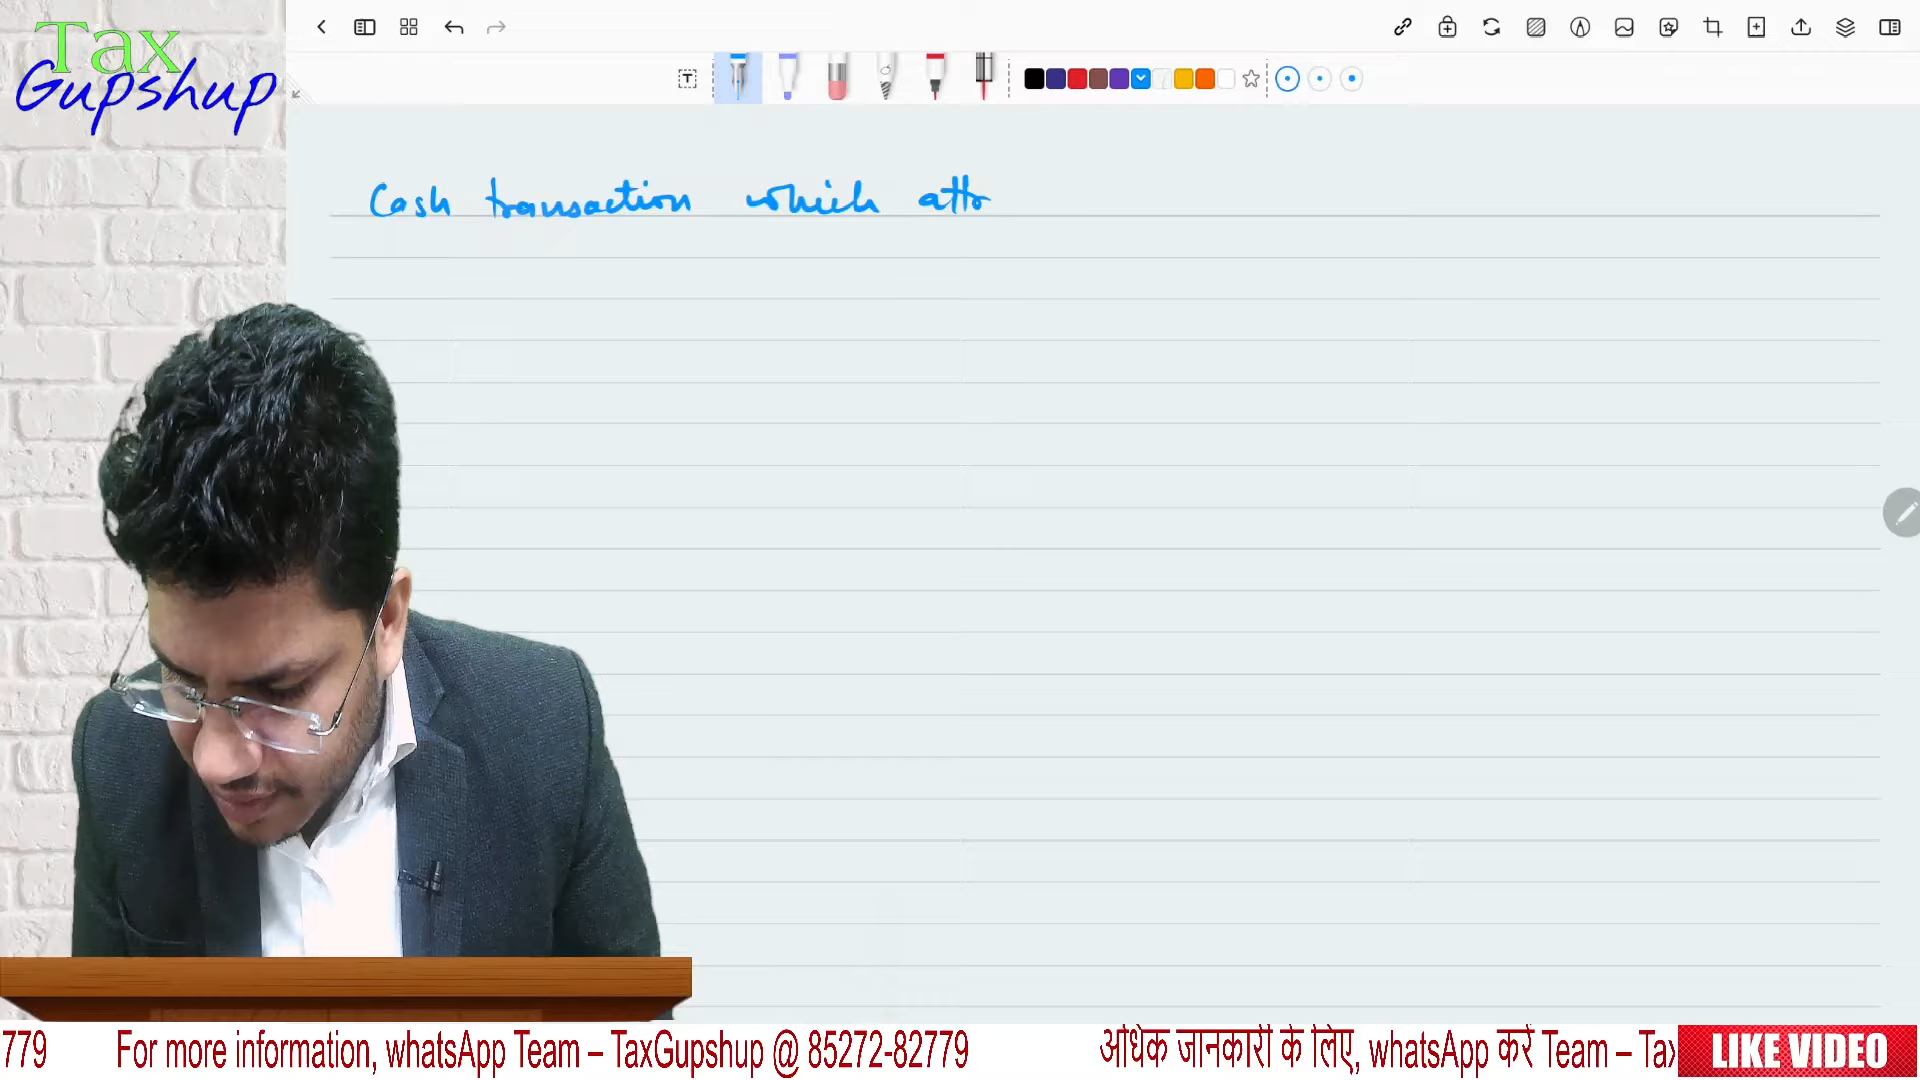 Tax
Gupshup
Cash transaction which attr
779 For more information, whatsApp Team – TaxGupshup @ 85272-82779 अधिक जानकारी के लिए, whatsApp करें Team – Tax
LIKE VIDEO